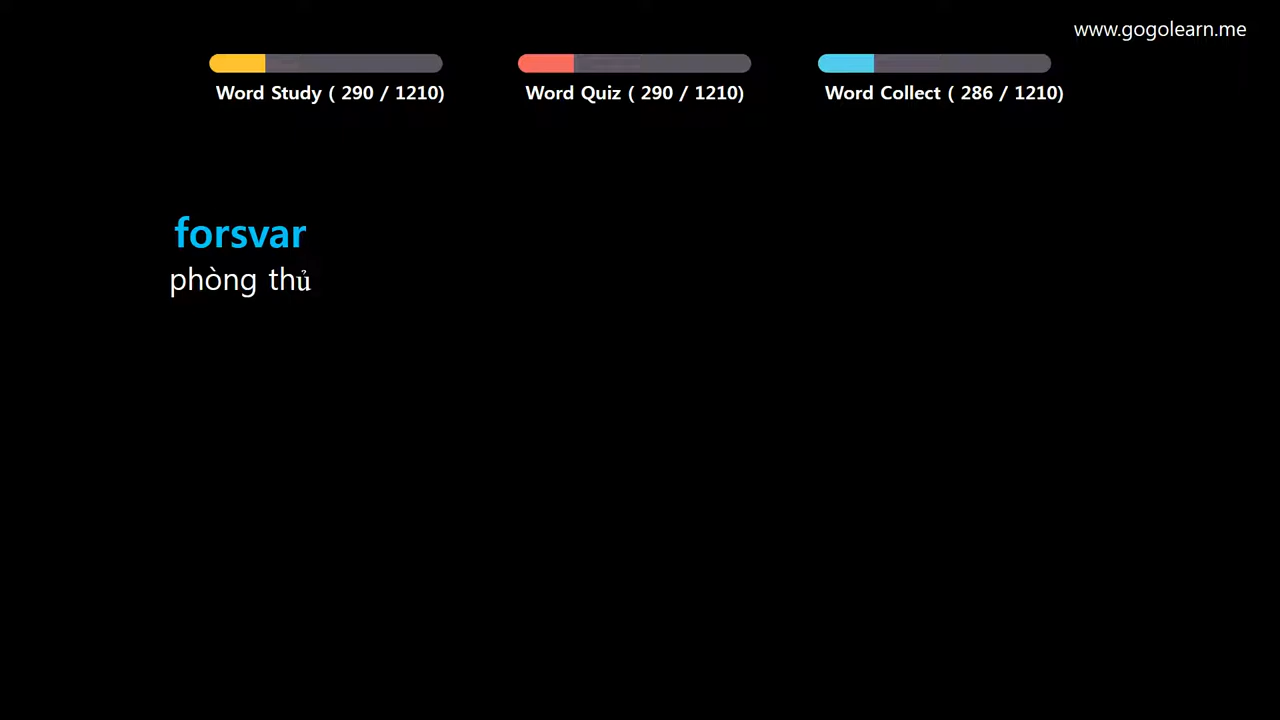 www.gogolearn.me
Word Study ( 290 / 1210)
Word Quiz ( 290 / 1210)
Word Collect ( 286 / 1210)
forsvar
phòng thủ